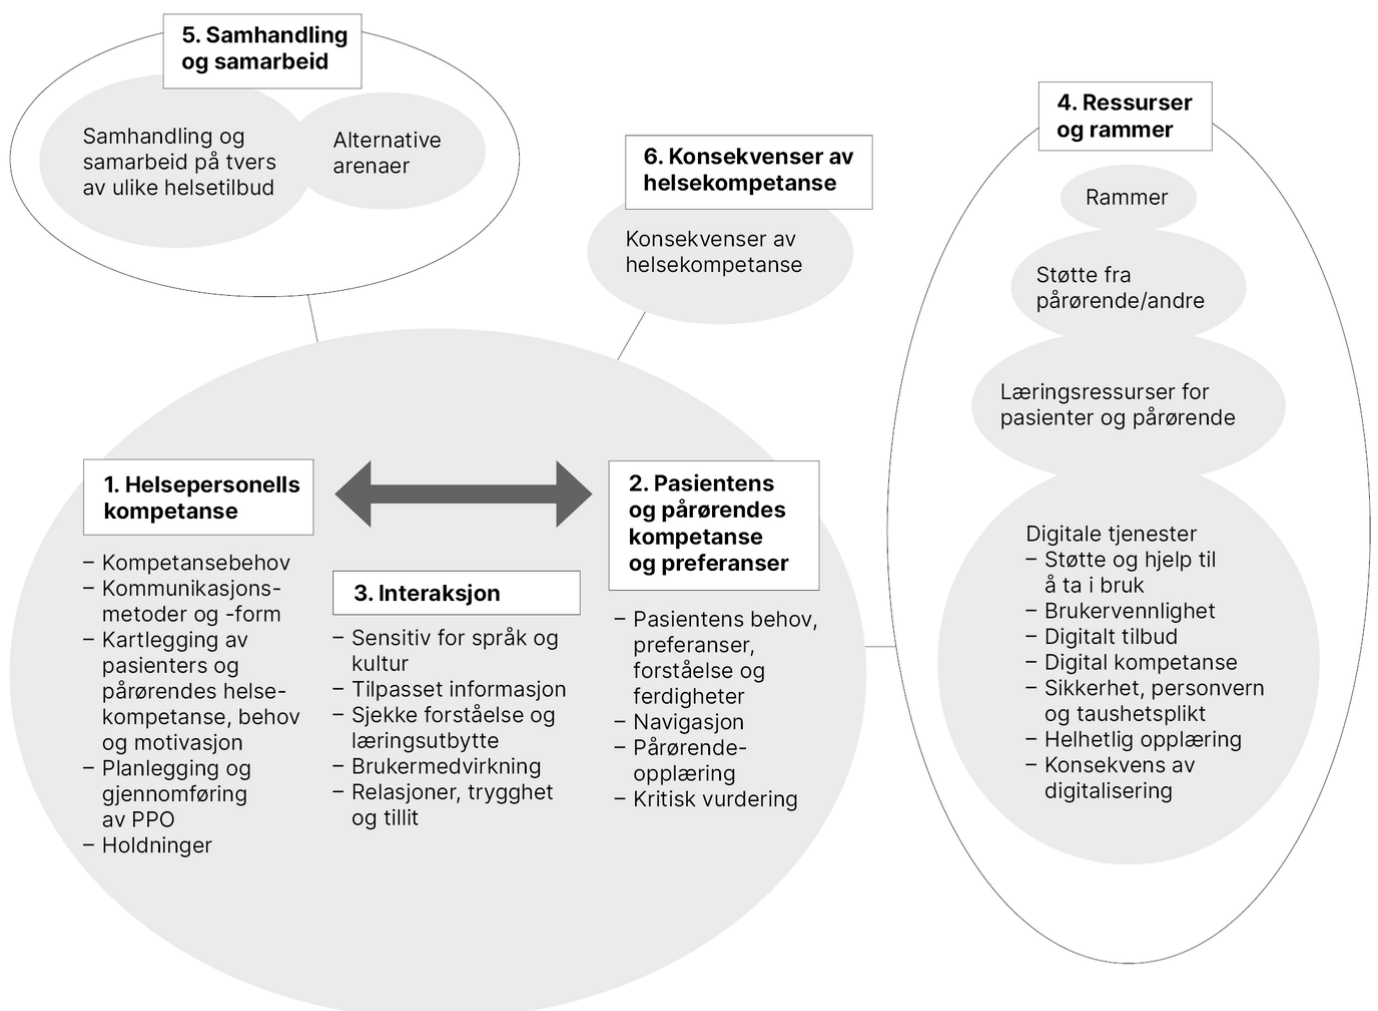 5. Samhandling
og samarbeid
Samhandling og
samarbeid på tvers
av ulike helsetilbud
Alternative
arenaer
6. Konsekvenser av
helsekompetanse
Konsekvenser av
helsekompetanse
4. Ressurser
og rammer
Rammer
Støtte fra
pårørende/andre
Læringsressurser for
pasienter og pårørende
Digitale tjenester
– Støtte og hjelp til
å ta i bruk
– Brukervennlighet
– Digitalt tilbud
– Digital kompetanse
– Sikkerhet, personvern
og taushetsplikt
– Helhetlig opplæring
– Konsekvens av
digitalisering
1. Helsepersonells
kompetanse
– Kompetansebehov
– Kommunikasjons-
metoder og -form
– Kartlegging av
pasienters og
pårørendes helse-
kompetanse, behov
og motivasjon
– Planlegging og
gjennomføring
av PPO
– Holdninger
3. Interaksjon
– Sensitiv for språk og
kultur
– Tilpasset informasjon
– Sjekke forståelse og
læringsutbytte
– Brukermedvirkning
– Relasjoner, trygghet
og tillit
2. Pasientens
og pårørendes
kompetanse
og preferanser
– Pasientens behov,
preferanser,
forståelse og
ferdigheter
– Navigasjon
– Pårørende-
opplæring
– Kritisk vurdering